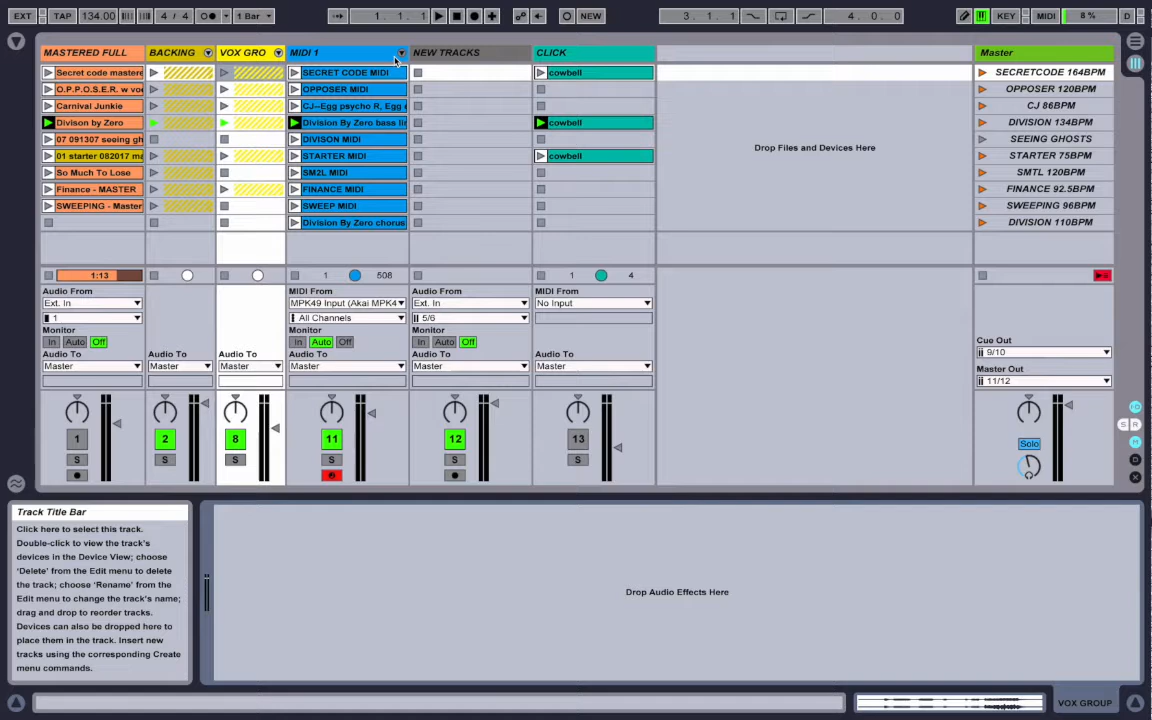 EXT TAP 134.00 4 / 4 1 Bar 1. 1. 1 NEW 3. 1. 1 4. 0. 0 KEY MIDI 8 % D
MASTERED FULL BACKING VOX GRO MIDI 1 NEW TRACKS CLICK Master
Secret code mastere SECRET CODE MIDI cowbell SECRETCODE 164BPM
O.P.P.O.S.E.R. w vo OPPOSER MIDI OPPOSER 120BPM
Carnival Junkie CJ--Egg psycho R, Egg CJ 86BPM
Divison by Zero Division By Zero bass li cowbell DIVISION 134BPM
07 091307 seeing gh DIVISON MIDI SEEING GHOSTS
01 starter 082017 ma STARTER MIDI cowbell STARTER 75BPM
So Much To Lose SM2L MIDI SMTL 120BPM
Finance - MASTER FINANCE MIDI FINANCE 92.5BPM
SWEEPING - Master SWEEP MIDI SWEEPING 96BPM
Division By Zero chorus DIVISION 110BPM
Drop Files and Devices Here
1:13 1 508 1 4
Audio From MIDI From Audio From MIDI From
Ext. In MPK49 Input (Akai MPK4 Ext. In No Input
1 All Channels 5/6
Monitor Monitor Monitor
In Auto Off In Auto Off In Auto Off
Audio To Audio To Audio To Audio To Audio To Audio To
Master Master Master Master Master Master
Cue Out
9/10
Master Out
11/12
1 2 8 11 12 13 Solo
S S S S S
S R
D
Track Title Bar
Click here to select this track.
Double-click to view the track's
devices in the Device View; choose
‘Delete’ from the Edit menu to delete
the track; choose ‘Rename’ from the
Edit menu to change the track's name;
drag and drop to reorder tracks.
Devices can also be dropped here to
place them in the track. Insert new
tracks using the corresponding Create
menu commands.
Drop Audio Effects Here
VOX GROUP